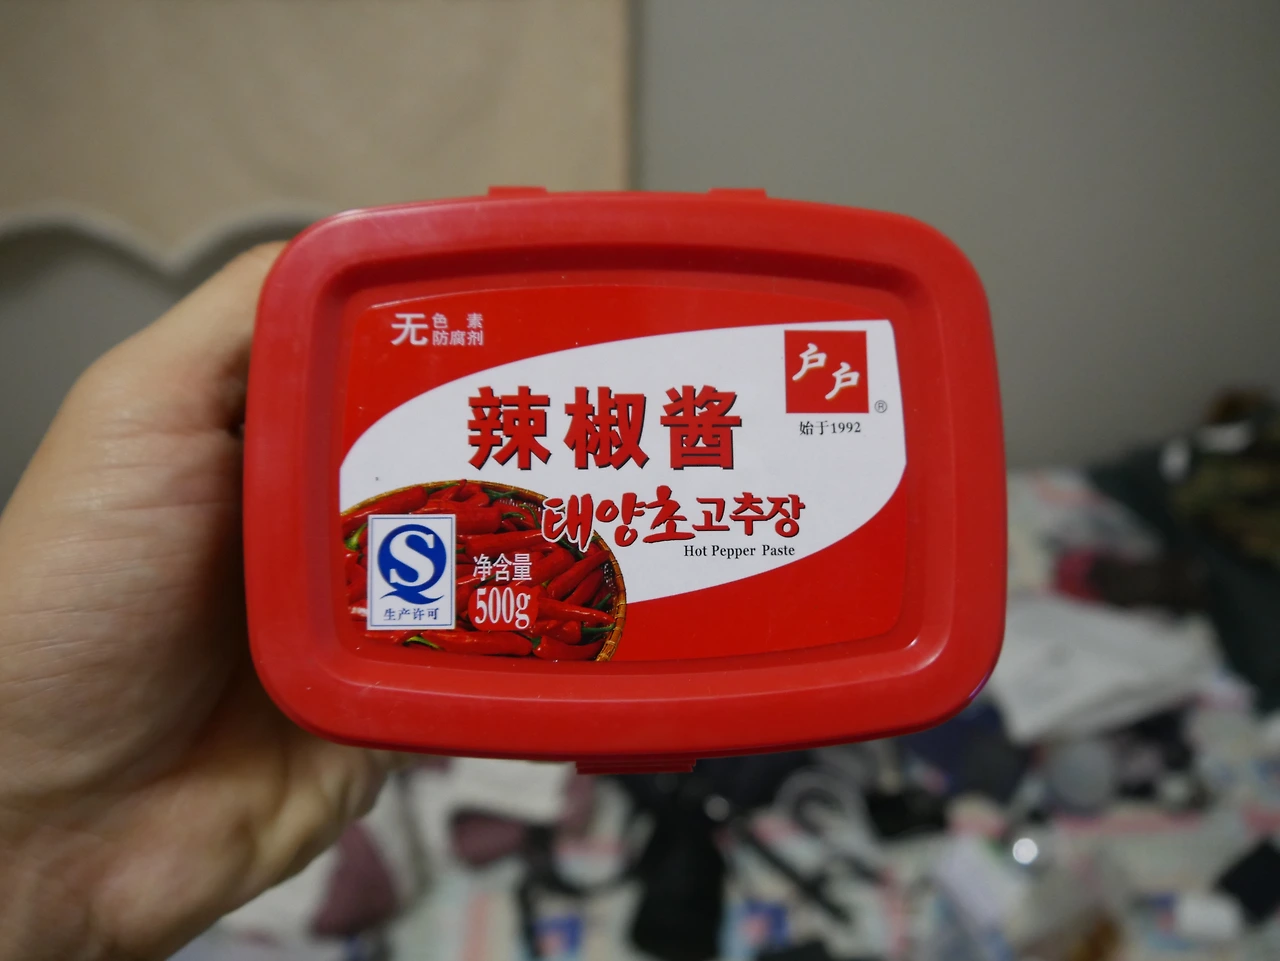 无 色素
防腐剂
户户
®
始于1992
辣椒酱
태양초고추장
Hot Pepper Paste
QS
生产许可
净含量
500g